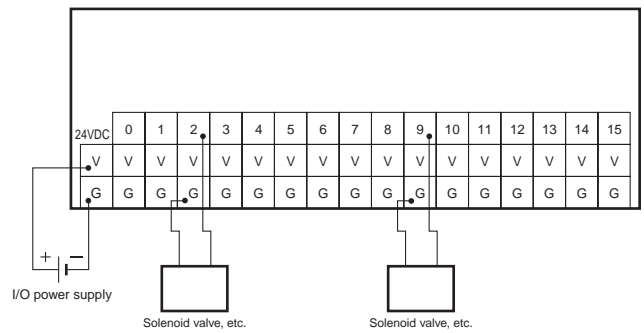 24VDC 0 1 2 3 4 5 6 7 8 9 10 11 12 13 14 15
V V V V V V V V V V V V V V V V V
G G G G G G G G G G G G G G G G G
+ −
I/O power supply
Solenoid valve, etc. Solenoid valve, etc.